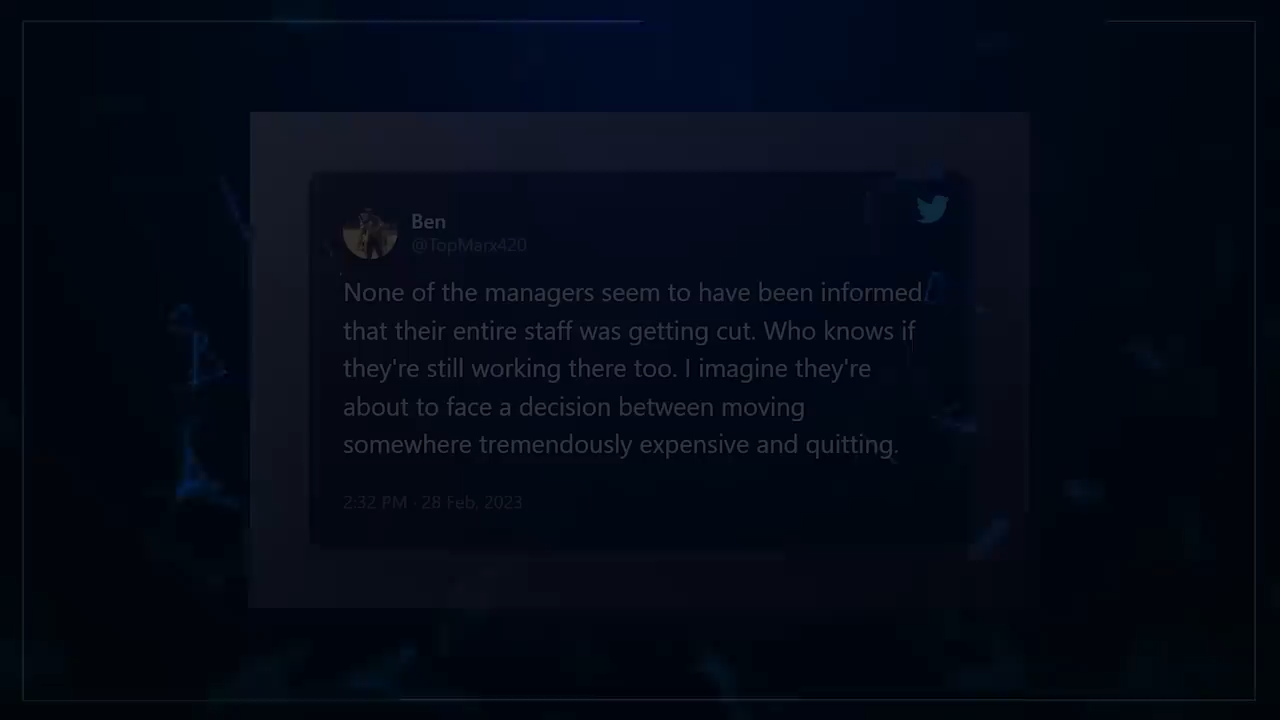 Ben
@TopMarx420
None of the managers seem to have been informed
that their entire staff was getting cut. Who knows if
they're still working there too. I imagine they're
about to face a decision between moving
somewhere tremendously expensive and quitting.
2:32 PM · 28 Feb, 2023